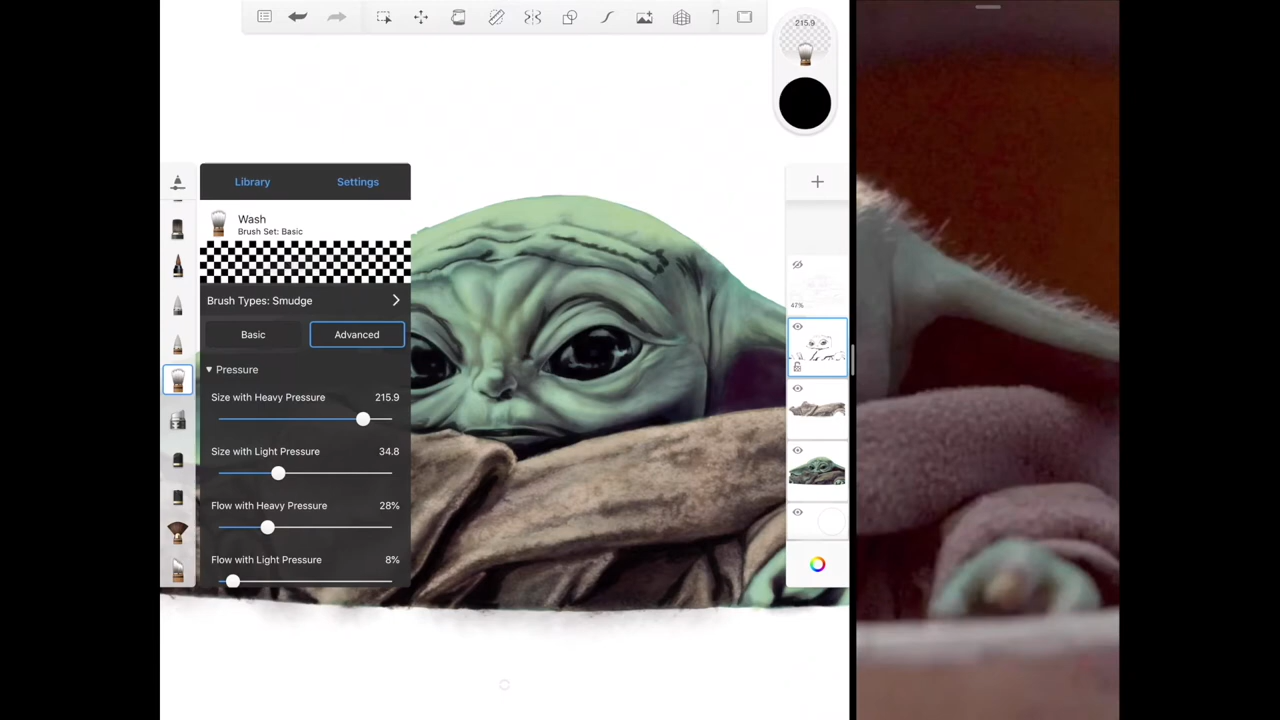 215.9
Library
Settings
Wash
Brush Set: Basic
Brush Types: Smudge
Basic
Advanced
Pressure
Size with Heavy Pressure
215.9
Size with Light Pressure
34.8
Flow with Heavy Pressure
28%
Flow with Light Pressure
8%
47%